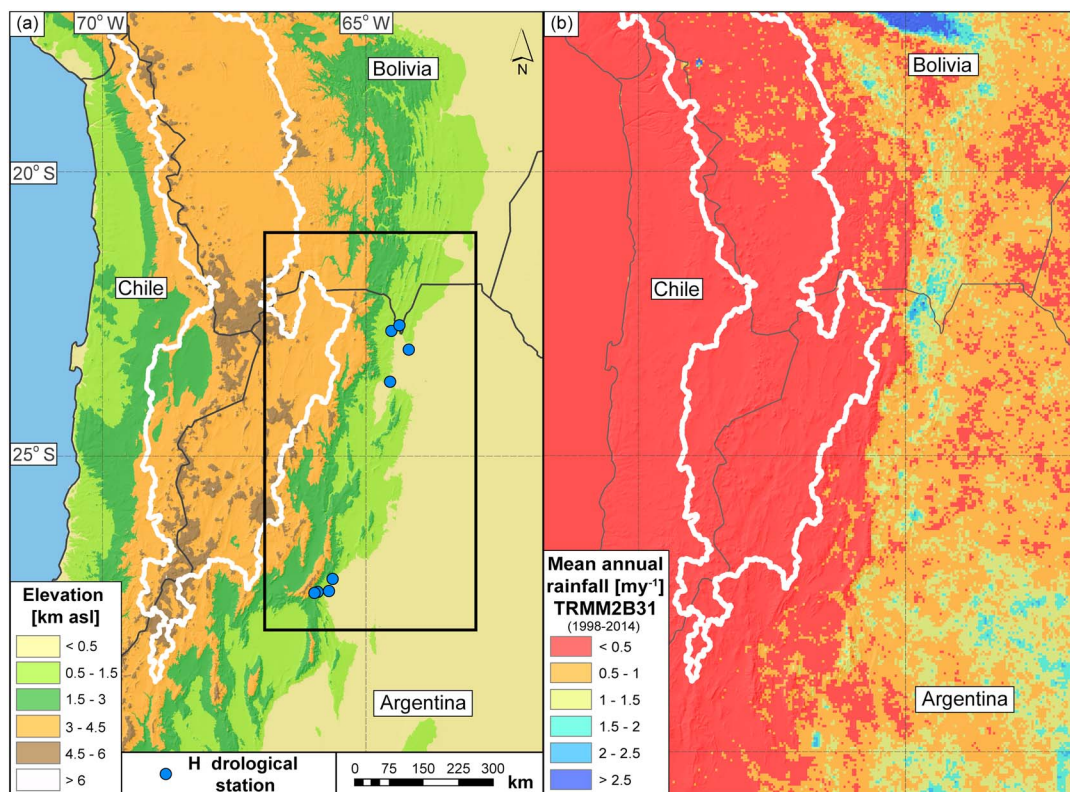 (a)
70° W
65° W
N
Bolivia
20° S
Chile
25° S
Argentina
Elevation
[km asl]
< 0.5
0.5 - 1.5
1.5 - 3
3 - 4.5
4.5 - 6
> 6
H drological
station
0 75 150 225 300
km
(b)
Bolivia
Chile
Argentina
Mean annual
rainfall [my⁻¹]
TRMM2B31
(1998-2014)
< 0.5
0.5 - 1
1 - 1.5
1.5 - 2
2 - 2.5
> 2.5